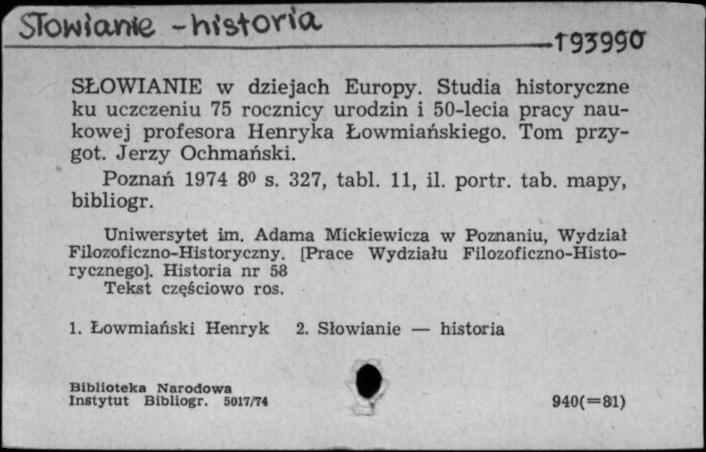 Słowianie - historia
193990
SŁOWIANIE w dziejach Europy. Studia historyczne
ku uczczeniu 75 rocznicy urodzin i 50-lecia pracy nau-
kowej profesora Henryka Łowmiańskiego. Tom przy-
got. Jerzy Ochmański.
Poznań 1974 8⁰ s. 327, tabl. 11, il. portr. tab. mapy,
bibliogr.
Uniwersytet im. Adama Mickiewicza w Poznaniu, Wydział
Filozoficzno-Historyczny. [Prace Wydziału Filozoficzno-Histo-
rycznego]. Historia nr 58
Tekst częściowo ros.
1. Łowmiański Henryk 2. Słowianie — historia
Biblioteka Narodowa
Instytut Bibliogr. 5017/74 940(=81)